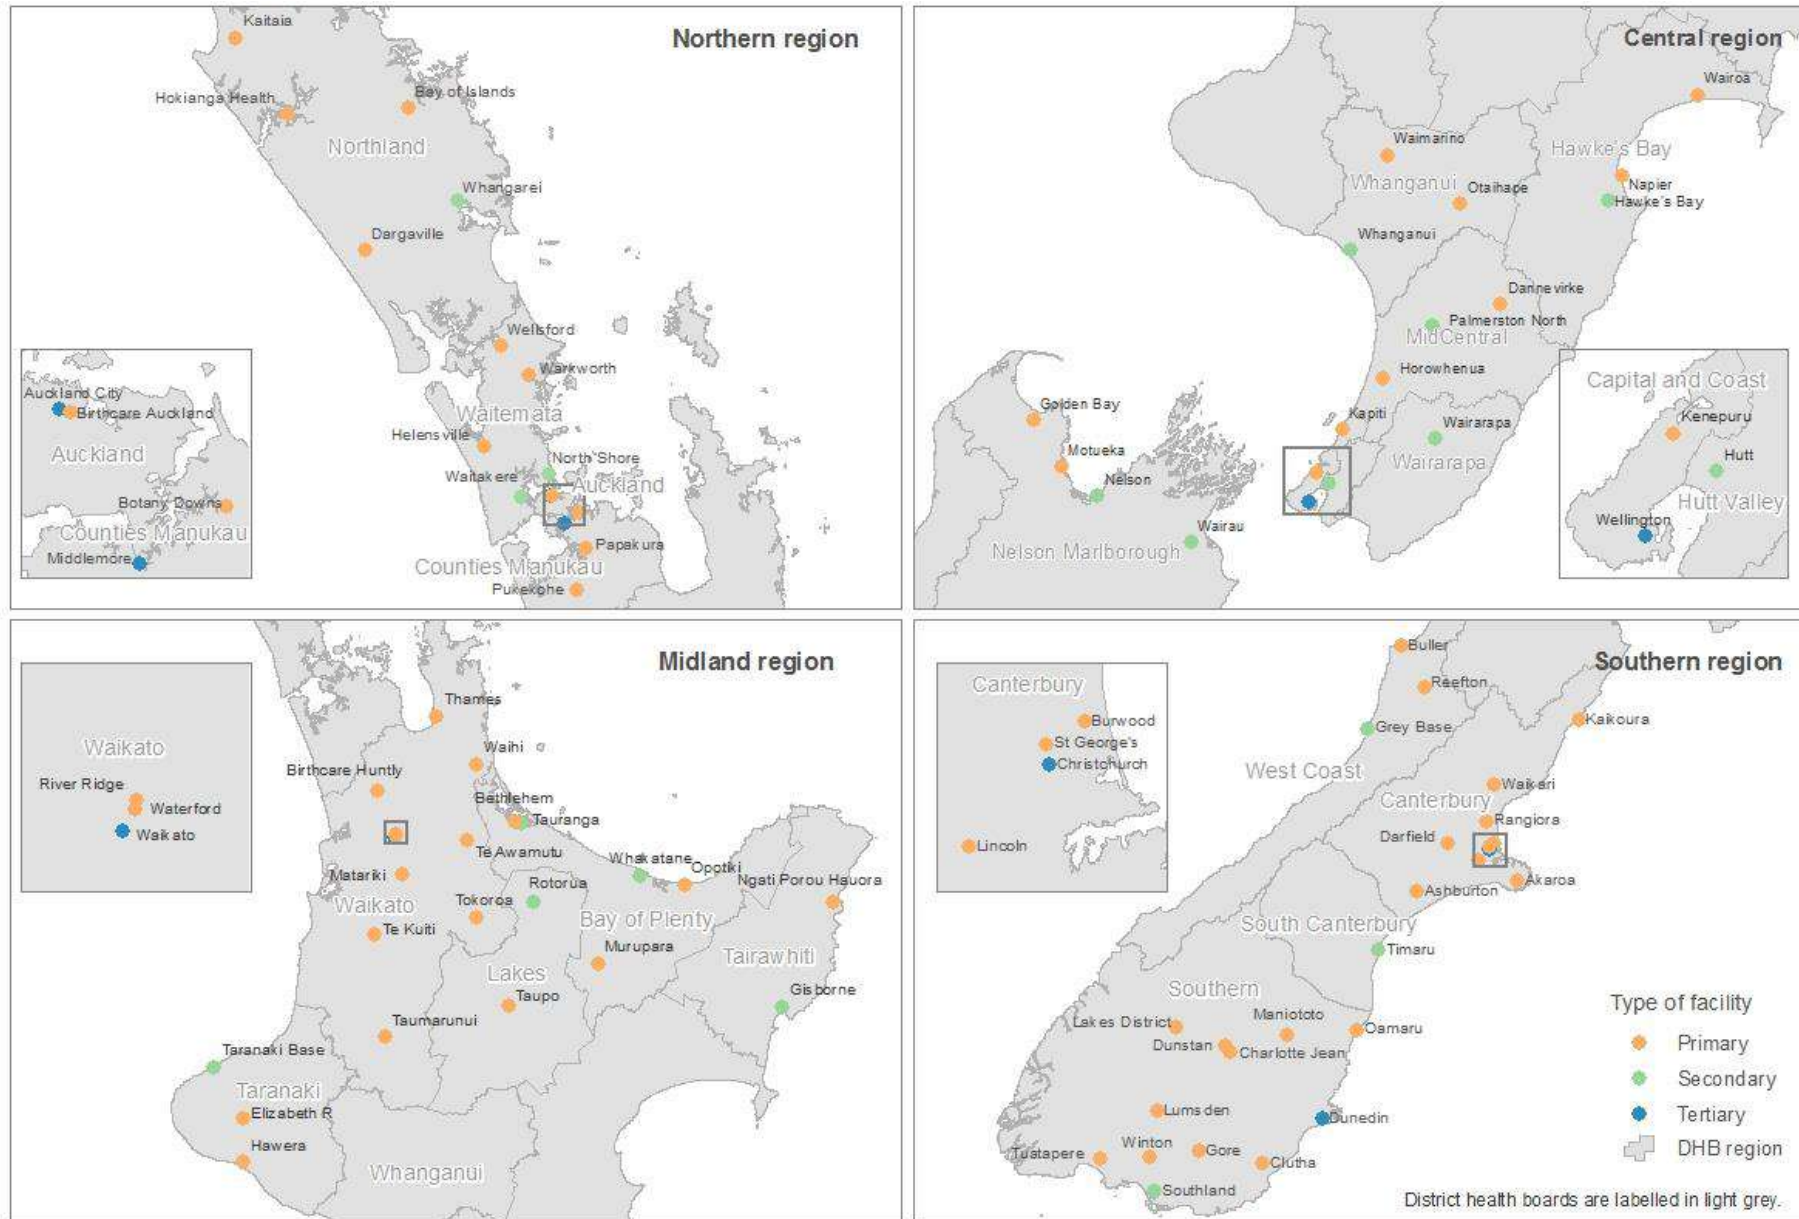 Northern region
Kaitaia
Hokianga Health
Bay of Islands
Northland
Whangarei
Dargaville
Wellsford
Warkworth
Waitemata
Helensville
North Shore
Waitakere
Auckland
Papakura
Counties Manukau
Pukekohe
Auckland City
Birthcare Auckland
Auckland
Botany Downs
Counties Manukau
Middlemore
Central region
Wairoa
Waimarino
Hawke's Bay
Whanganui
Otaihape
Napier
Hawke's Bay
Whanganui
Dannevirke
Palmerston North
MidCentral
Horowhenua
Golden Bay
Kapiti
Wairarapa
Motueka
Wairarapa
Nelson
Wairau
Nelson Marlborough
Capital and Coast
Kenepuru
Hutt
Hutt Valley
Wellington
Midland region
Thames
Waihi
Birthcare Huntly
Bethlehem
Tauranga
Te Awamutu
Matariki
Whakatane
Opotiki
Ngati Porou Hauora
Rotorua
Tokoroa
Waikato
Bay of Plenty
Te Kuiti
Murupara
Tairawhiti
Lakes
Taupo
Gisborne
Taumarunui
Taranaki Base
Taranaki
Elizabeth R
Hawera
Whanganui
Waikato
River Ridge
Waterford
Waikato
Southern region
Buller
Reefton
Kaikoura
Grey Base
West Coast
Waikari
Canterbury
Rangiora
Darfield
Akaroa
Ashburton
South Canterbury
Timaru
Southern
Maniototo
Lakes District
Oamaru
Dunstan
Charlotte Jean
Lumsden
Dunedin
Winton
Gore
Tuatapere
Clutha
Southland
Canterbury
Burwood
St George's
Christchurch
Lincoln
Type of facility
Primary
Secondary
Tertiary
DHB region
District health boards are labelled in light grey.